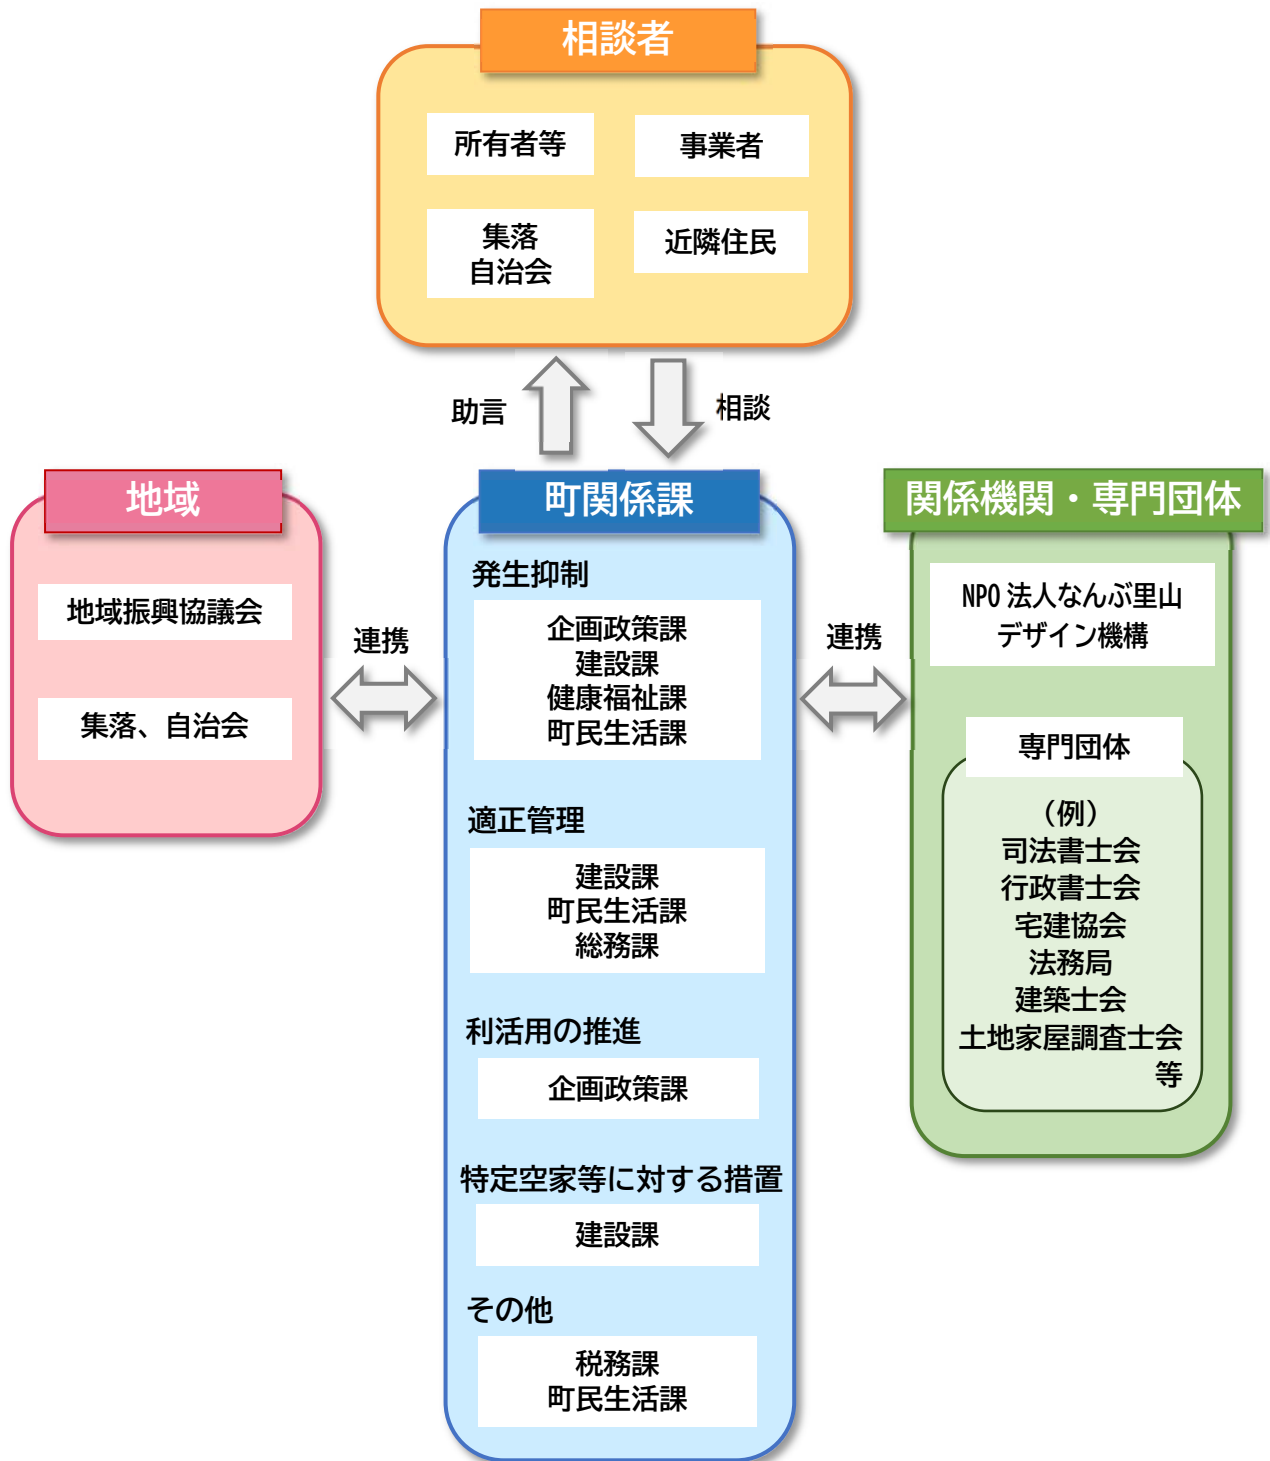 相談者
所有者等
事業者
集落
自治会
近隣住民
助言
相談
地域
地域振興協議会
集落、自治会
連携
町関係課
発生抑制
企画政策課
建設課
健康福祉課
町民生活課
適正管理
建設課
町民生活課
総務課
利活用の推進
企画政策課
特定空家等に対する措置
建設課
その他
税務課
町民生活課
連携
関係機関・専門団体
NPO 法人なんぶ里山
デザイン機構
専門団体
（例）
司法書士会
行政書士会
宅建協会
法務局
建築士会
土地家屋調査士会
等